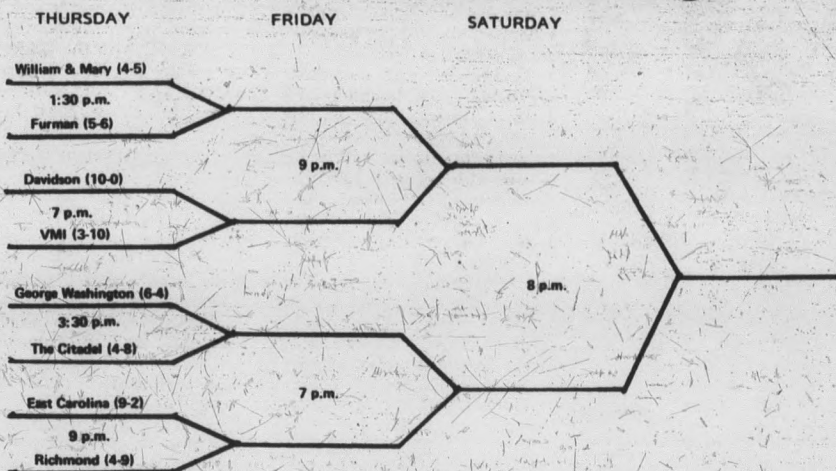 THURSDAY FRIDAY SATURDAY
William & Mary (4-5)
1:30 p.m.
Furman (5-6)
9 p.m.
Davidson (10-0)
7 p.m.
VMI (3-10)
8 p.m.
George Washington (6-4)
3:30 p.m.
The Citadel (4-8)
7 p.m.
East Carolina (9-2)
9 p.m.
Richmond (4-9)